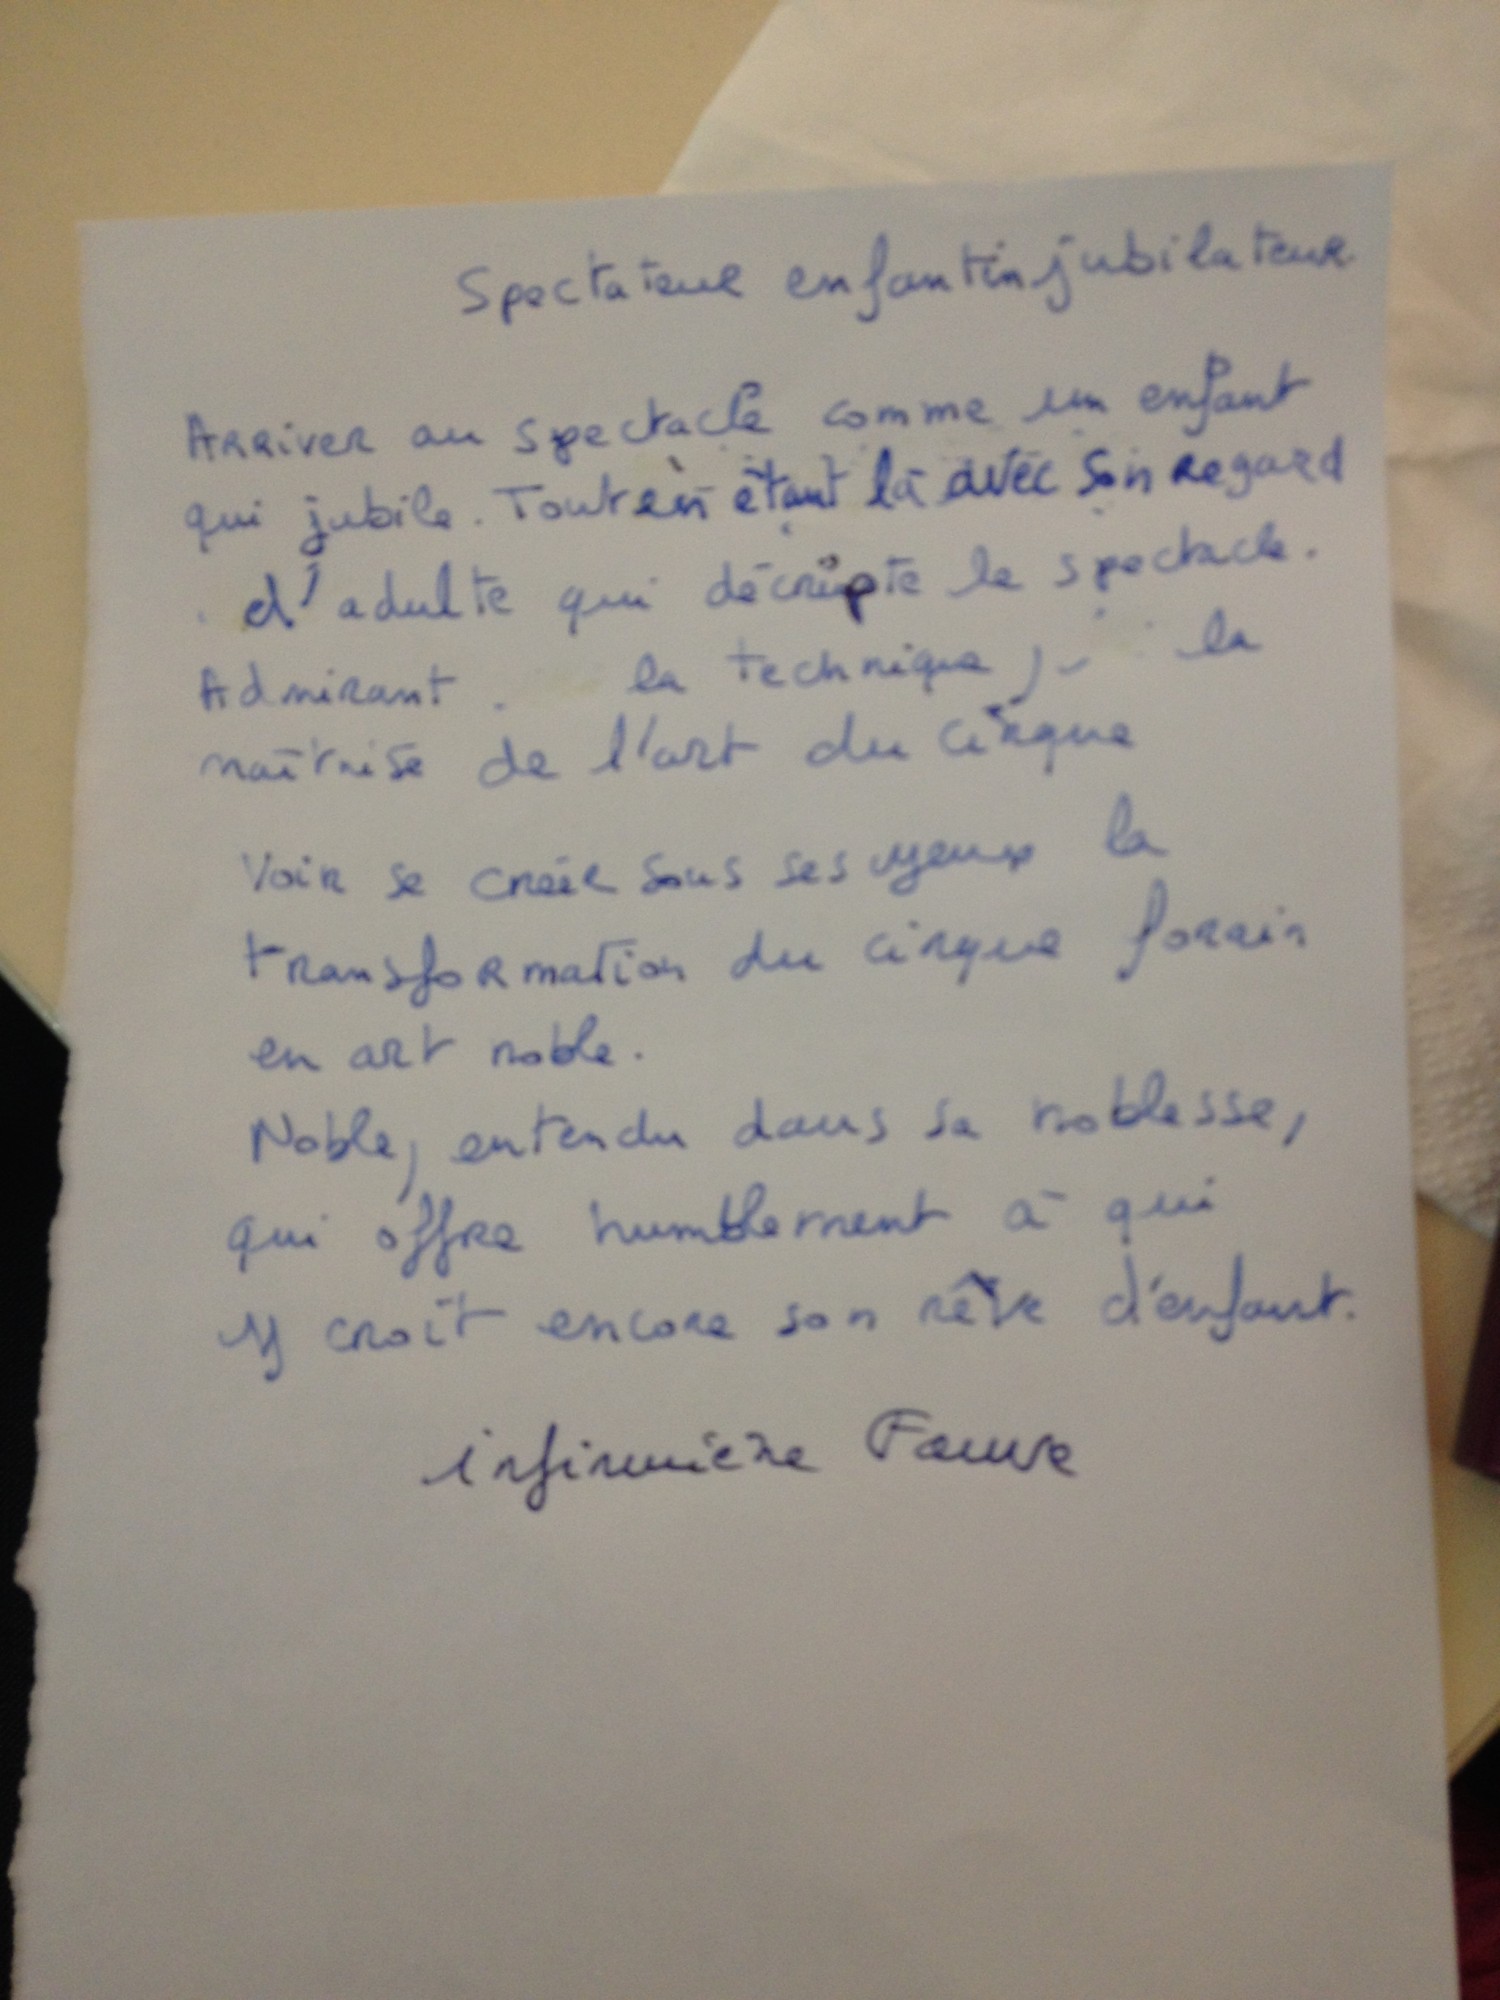 Spectateur enfantin jubilateur
Arriver au spectacle comme un enfant
qui jubile. Tout en étant là avec son regard
d'adulte qui décripte le spectacle.
Admirant la technique, la
maîtrise de l'art du cirque
Voir se créer sous ses yeux la
transformation du cirque forain
en art noble.
Noble, entendu dans sa noblesse,
qui offre humblement à qui
y croît encore son rêve d'enfant.
infirmière Fauve